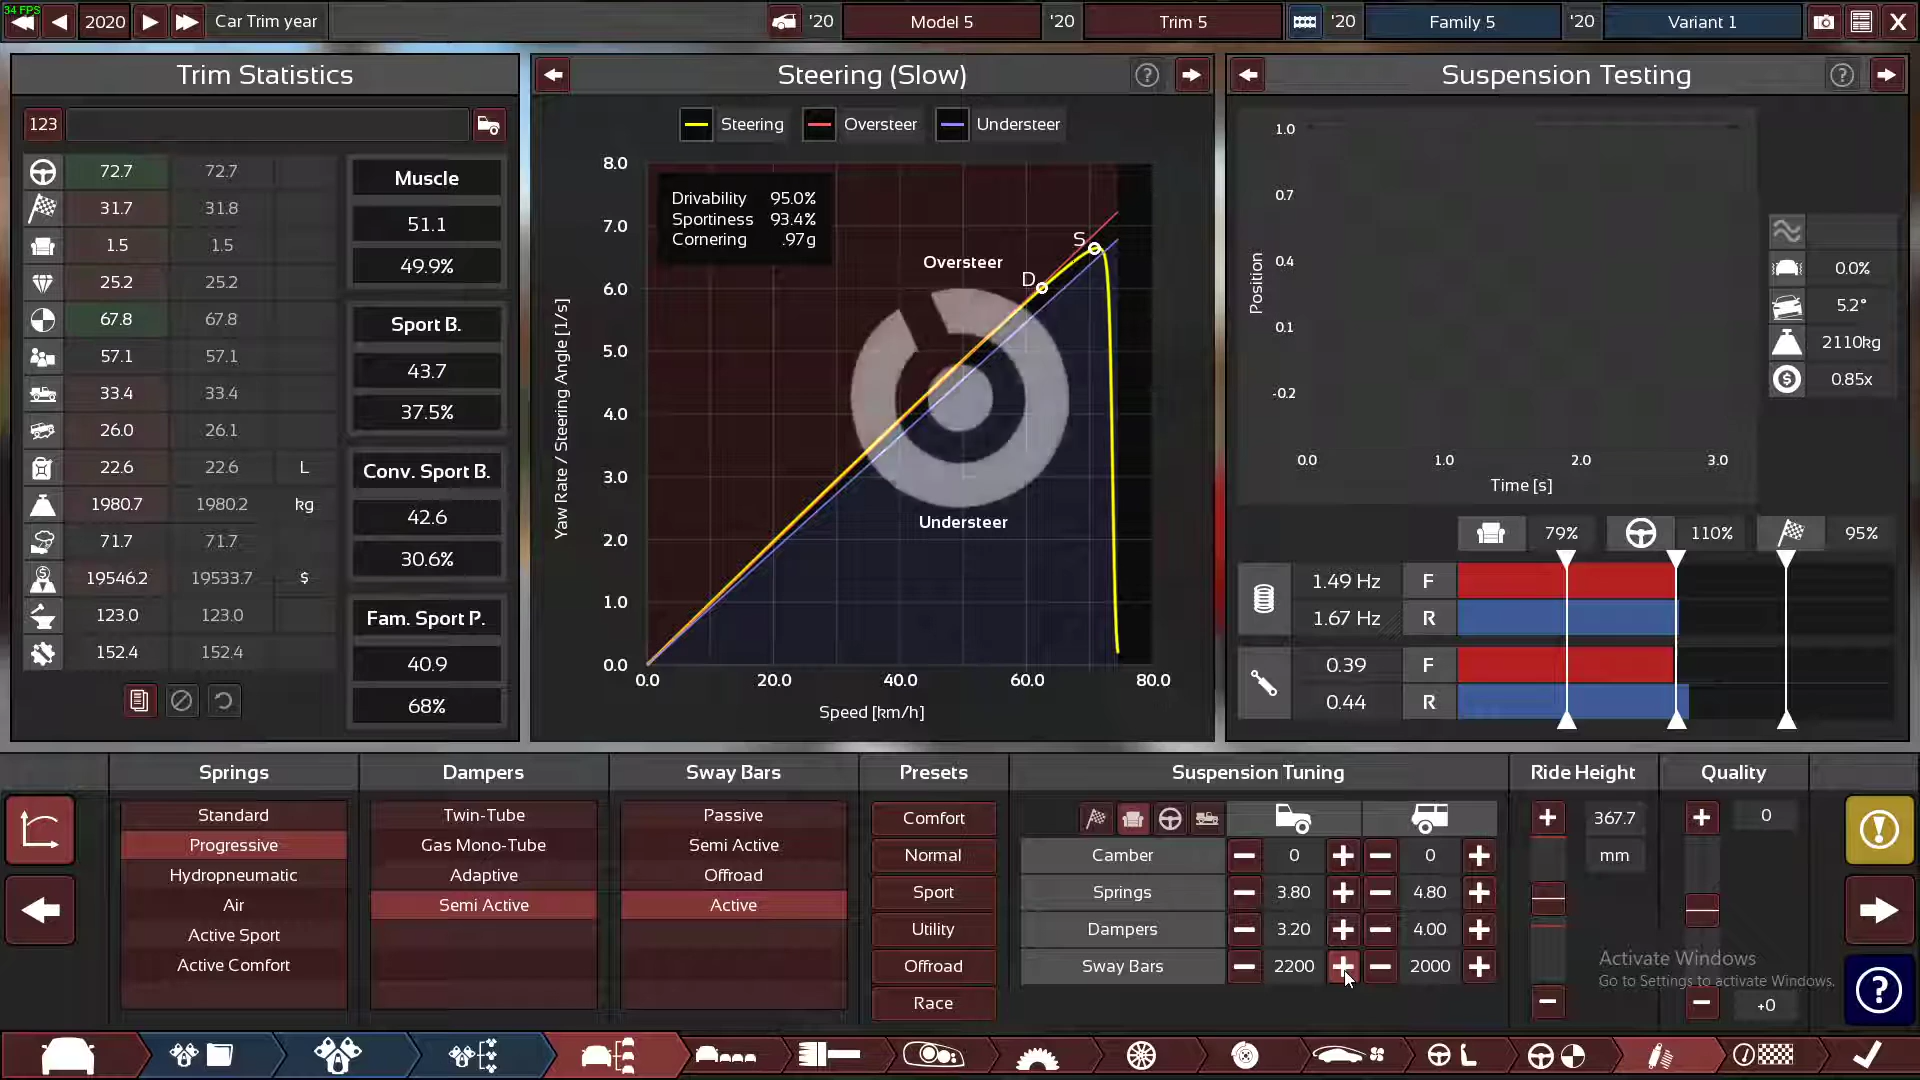 34 FPS
2020
Car Trim year
'20
Model 5
'20
Trim 5
'20
Family 5
'20
Variant 1
X
Trim Statistics
123
72.7 72.7
31.7 31.8
1.5 1.5
25.2 25.2
67.8 67.8
57.1 57.1
33.4 33.4
26.0 26.1
22.6 22.6 L
1980.7 1980.2 kg
71.7 71.7
19546.2 19533.7 $
123.0 123.0
152.4 152.4
Muscle
51.1
49.9%
Sport B.
43.7
37.5%
Conv. Sport B.
42.6
30.6%
Fam. Sport P.
40.9
68%
Steering (Slow)
?
Steering
Oversteer
Understeer
Drivability 95.0%
Sportiness 93.4%
Cornering .97g
8.0
7.0
6.0
5.0
4.0
3.0
2.0
1.0
0.0
Yaw Rate / Steering Angle [1/s]
S
D
Oversteer
Understeer
0.0 20.0 40.0 60.0 80.0
Speed [km/h]
Suspension Testing
?
1.0
0.7
0.4
0.1
-0.2
Position
0.0 1.0 2.0 3.0
Time [s]
0.0%
5.2°
2110kg
0.85x
79%
110%
95%
1.49 Hz F
1.67 Hz R
0.39 F
0.44 R
Springs
Standard
Progressive
Hydropneumatic
Air
Active Sport
Active Comfort
Dampers
Twin-Tube
Gas Mono-Tube
Adaptive
Semi Active
Sway Bars
Passive
Semi Active
Offroad
Active
Presets
Comfort
Normal
Sport
Utility
Offroad
Race
Suspension Tuning
Camber 0 0
Springs 3.80 4.80
Dampers 3.20 4.00
Sway Bars 2200 2000
Ride Height
367.7
mm
Quality
0
+0
Activate Windows
Go to Settings to activate Windows.
?